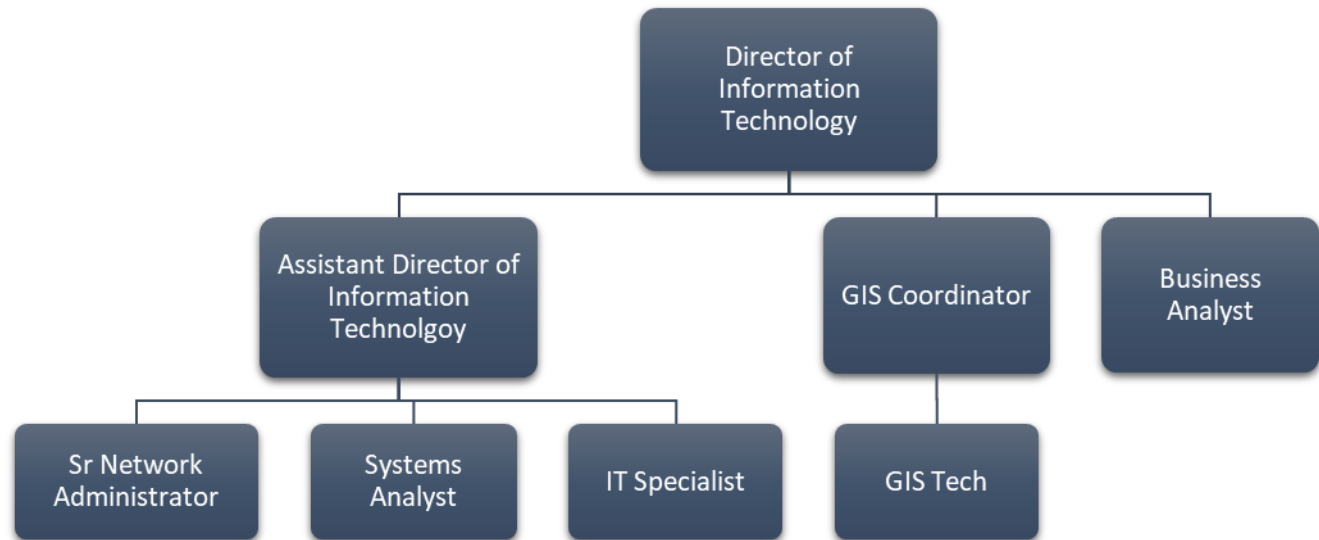 Director of
Information
Technology
Assistant Director of
Information
Technolgoy
GIS Coordinator
Business
Analyst
Sr Network
Administrator
Systems
Analyst
IT Specialist
GIS Tech